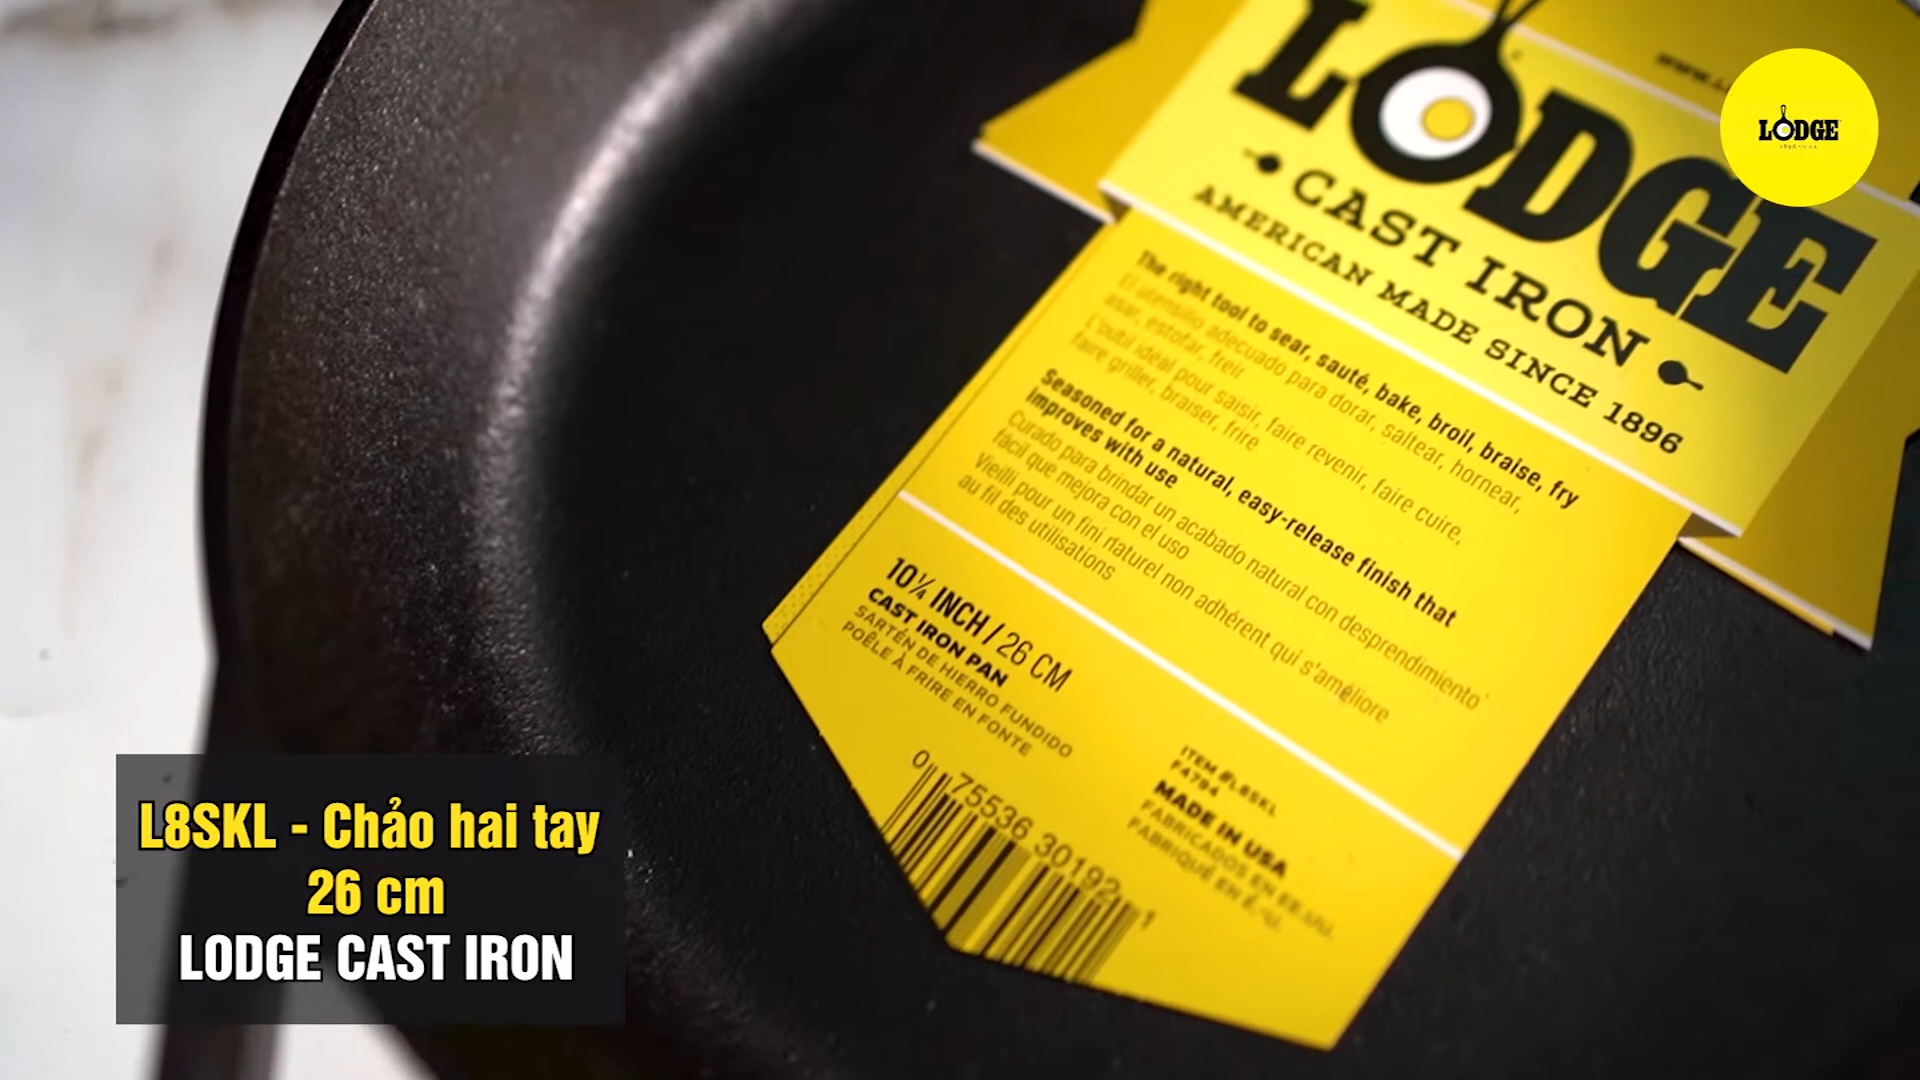 LODGE
CAST IRON
AMERICAN MADE SINCE 1896
LODGE
The right tool to sear, sauté, bake, broil, braise, fry
El utensilio adecuado para dorar, saltear, hornear,
asar, estofar, freír
L'outil idéal pour saisir, faire revenir, faire cuire,
faire griller, braiser, frire
Seasoned for a natural, easy-release finish that
improves with use
Curado para brindar un acabado natural con desprendimiento
fácil que mejora con el uso
Vieilli pour un fini naturel non adhérent qui s'améliore
au fil des utilisations
10¼ INCH / 26 CM
CAST IRON PAN
SARTÉN DE HIERRO FUNDIDO
POÊLE À FRIRE EN FONTE
ITEM #L8SKL
F4794
MADE IN USA
FABRICADOS EN EE.UU.
FABRIQUÉ EN É.-U.
0 75536 30192 1
L8SKL - Chảo hai tay
26 cm
LODGE CAST IRON